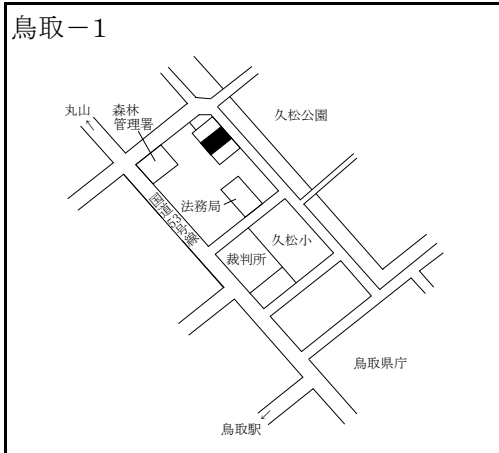 鳥取－1
丸山
←
森林
管理署
久松公園
国道53号線
法務局
久松小
裁判所
鳥取県庁
鳥取駅
←